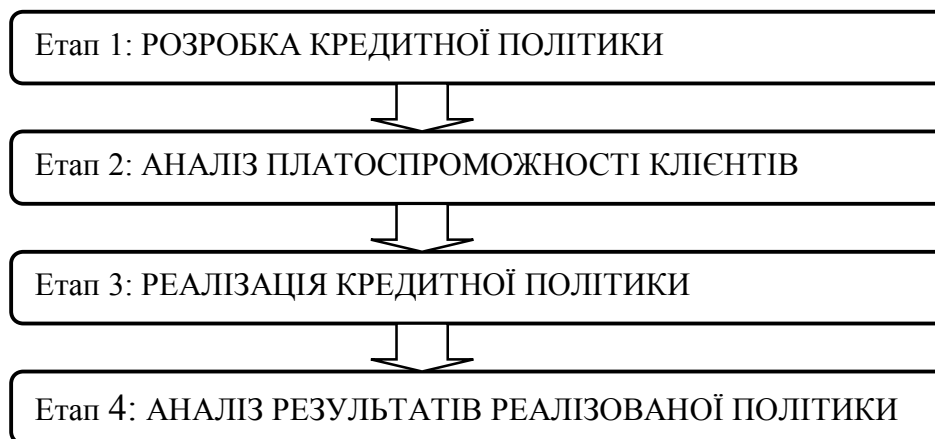 Етап 1: РОЗРОБКА КРЕДИТНОЇ ПОЛІТИКИ
Етап 2: АНАЛІЗ ПЛАТОСПРОМОЖНОСТІ КЛІЄНТІВ
Етап 3: РЕАЛІЗАЦІЯ КРЕДИТНОЇ ПОЛІТИКИ
Етап 4: АНАЛІЗ РЕЗУЛЬТАТІВ РЕАЛІЗОВАНОЇ ПОЛІТИКИ